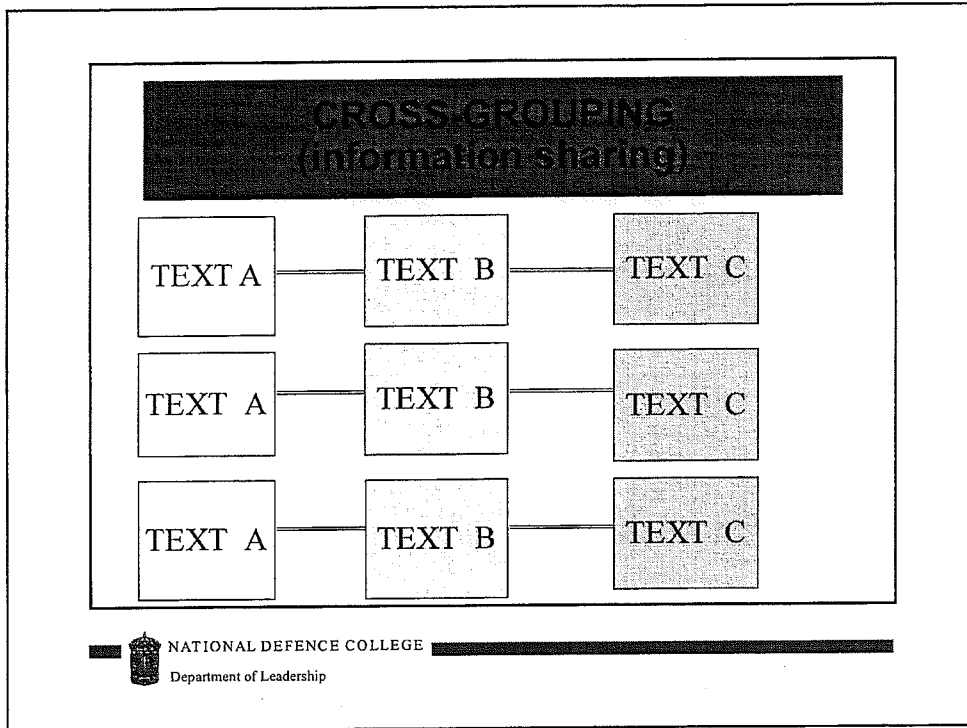 CROSS-GROUPING
(information sharing)
TEXT A TEXT B TEXT C
TEXT A TEXT B TEXT C
TEXT A TEXT B TEXT C
NATIONAL DEFENCE COLLEGE
Department of Leadership